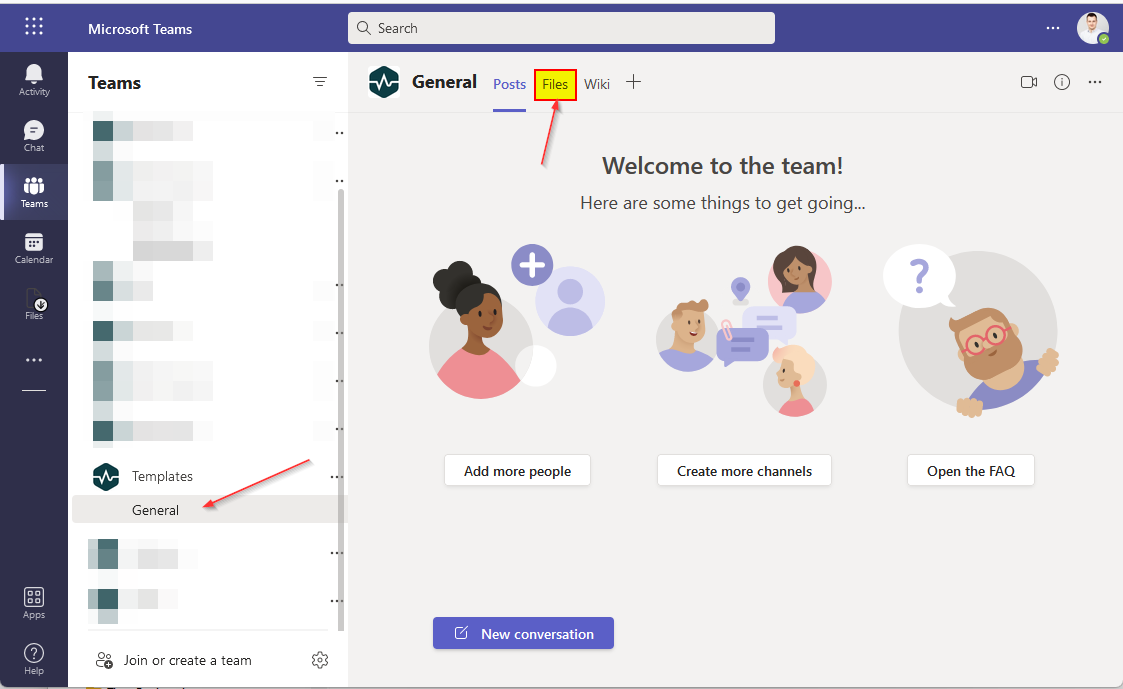 Microsoft Teams
Search
Activity
Chat
Teams
Calendar
Files
Apps
Help
Teams
Templates
General
Join or create a team
General
Posts
Files
Wiki
Welcome to the team!
Here are some things to get going...
?
Add more people
Create more channels
Open the FAQ
New conversation